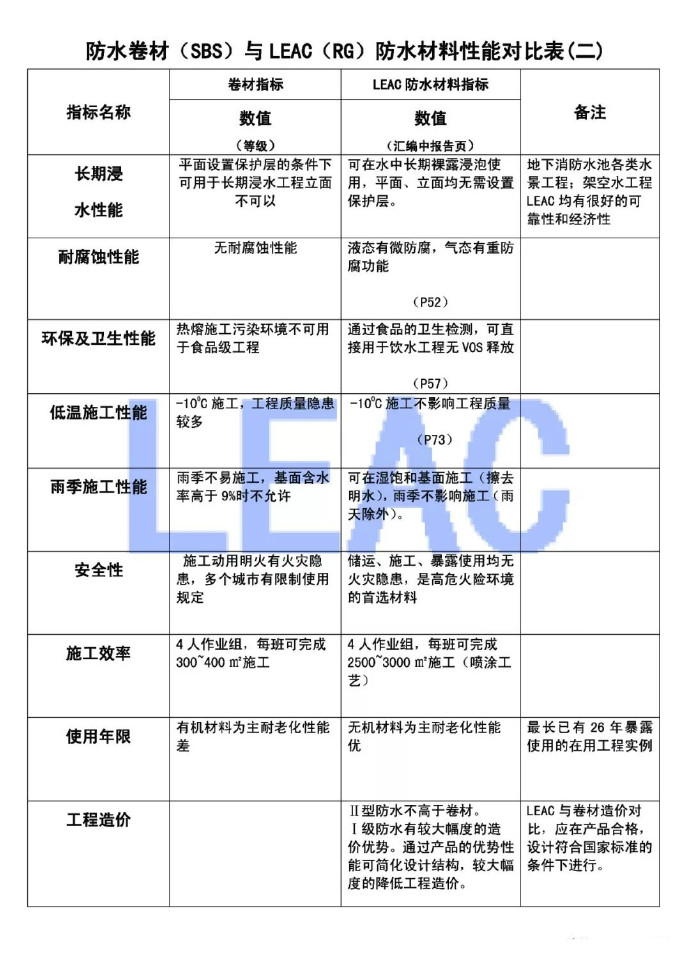 防水卷材（SBS）与 LEAC（RG）防水材料性能对比表(二)
指标名称
卷材指标
LEAC 防水材料指标
备注
数值
（等级）
数值
（汇编中报告页）
长期浸
水性能
平面设置保护层的条件下
可用于长期浸水工程立面
不可以
可在水中长期裸露浸泡使
用，平面、立面均无需设置
保护层。
地下消防水池各类水
景工程；架空水工程
LEAC 均有很好的可
靠性和经济性
耐腐蚀性能
无耐腐蚀性能
液态有微防腐，气态有重防
腐功能
（P52）
环保及卫生性能
热熔施工污染环境不可用
于食品级工程
通过食品的卫生检测，可直
接用于饮水工程无 VOS 释放
（P57）
低温施工性能
-10⁰C 施工，工程质量隐患
较多
-10⁰C 施工不影响工程质量
（P73）
雨季施工性能
雨季不易施工，基面含水
率高于 9%时不允许
可在湿饱和基面施工（擦去
明水），雨季不影响施工（雨
天除外）。
安全性
施工动用明火有火灾隐
患，多个城市有限制使用
规定
储运、施工、暴露使用均无
火灾隐患，是高危火险环境
的首选材料
施工效率
4 人作业组，每班可完成
300~400 ㎡施工
4 人作业组，每班可完成
2500~3000 ㎡施工（喷涂工
艺）
使用年限
有机材料为主耐老化性能
差
无机材料为主耐老化性能
优
最长已有 26 年暴露
使用的在用工程实例
工程造价
Ⅱ型防水不高于卷材。
Ⅰ级防水有较大幅度的造
价优势。通过产品的优势性
能可简化设计结构，较大幅
度的降低工程造价。
LEAC 与卷材造价对
比，应在产品合格，
设计符合国家标准的
条件下进行。
LEAC